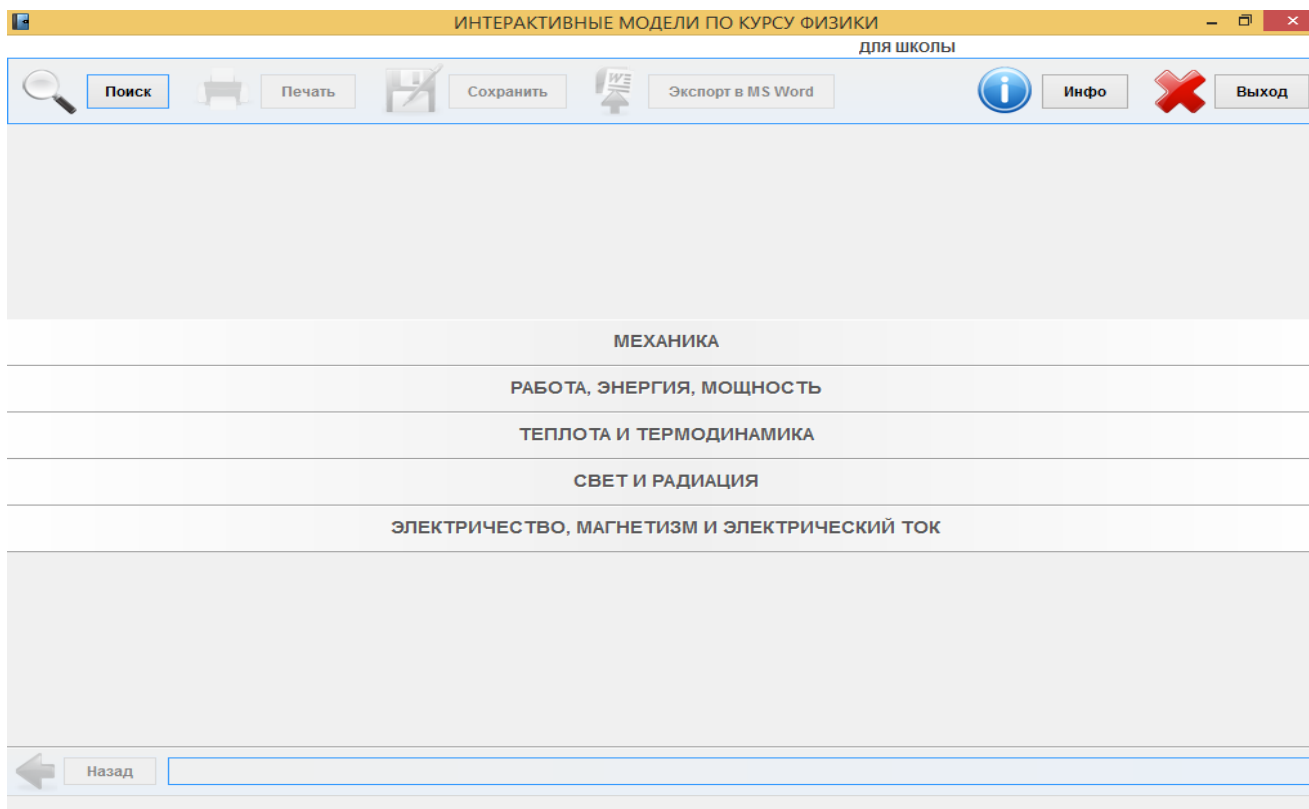 ИНТЕРАКТИВНЫЕ МОДЕЛИ ПО КУРСУ ФИЗИКИ
ДЛЯ ШКОЛЫ
Поиск Печать Сохранить Экспорт в MS Word Инфо Выход
МЕХАНИКА
РАБОТА, ЭНЕРГИЯ, МОЩНОСТЬ
ТЕПЛОТА И ТЕРМОДИНАМИКА
СВЕТ И РАДИАЦИЯ
ЭЛЕКТРИЧЕСТВО, МАГНЕТИЗМ И ЭЛЕКТРИЧЕСКИЙ ТОК
Назад